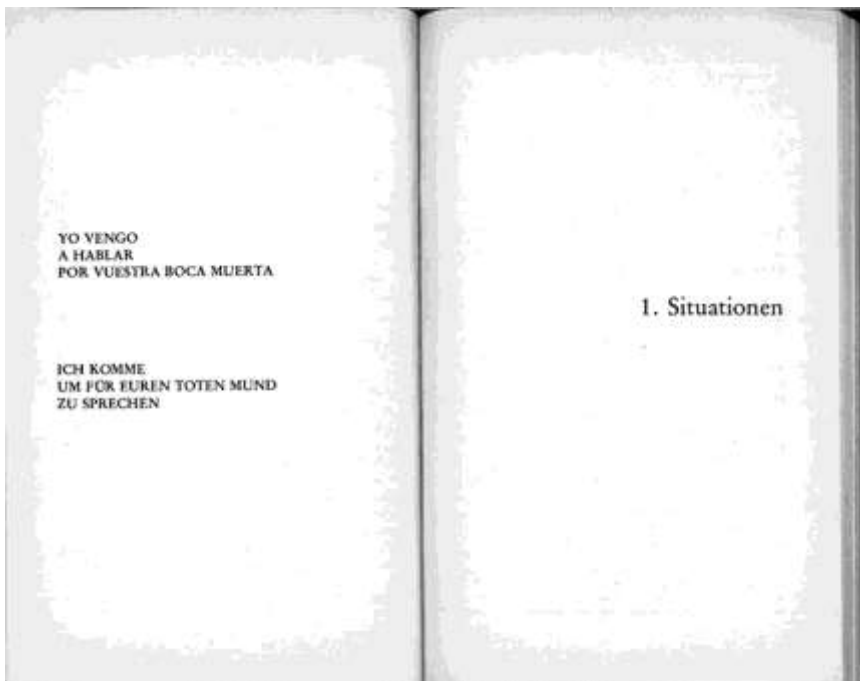 YO VENGO
A HABLAR
POR VUESTRA BOCA MUERTA
ICH KOMME
UM FÜR EUREN TOTEN MUND
ZU SPRECHEN
1. Situationen